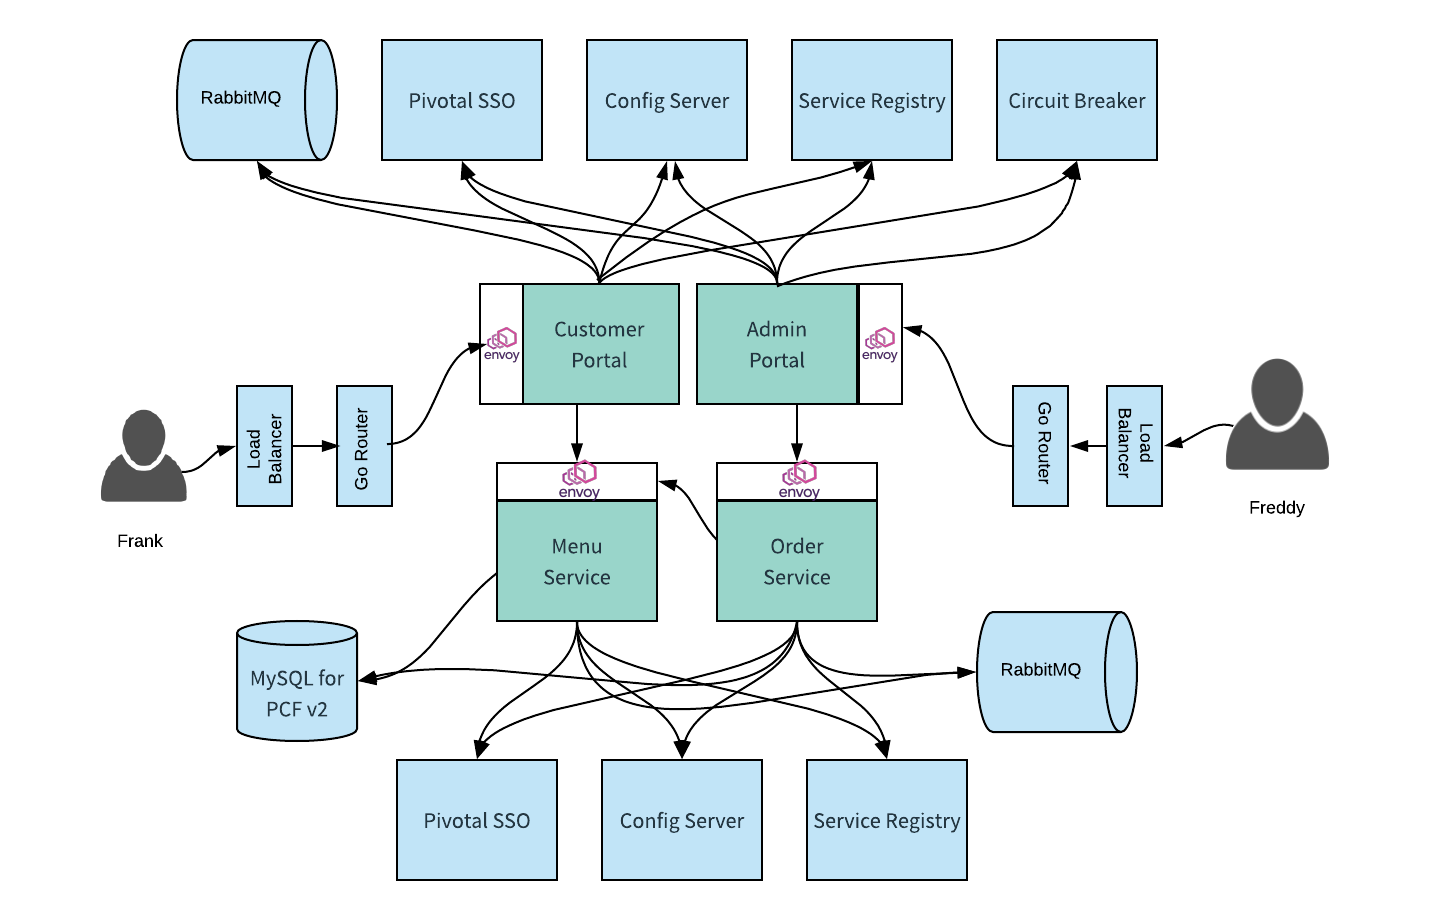 RabbitMQ
Pivotal SSO
Config Server
Service Registry
Circuit Breaker
envoy
Customer
Portal
Admin
Portal
envoy
Load
Balancer
Go Router
Go Router
Load
Balancer
Frank
Freddy
envoy
envoy
Menu
Service
Order
Service
MySQL for
PCF v2
RabbitMQ
Pivotal SSO
Config Server
Service Registry